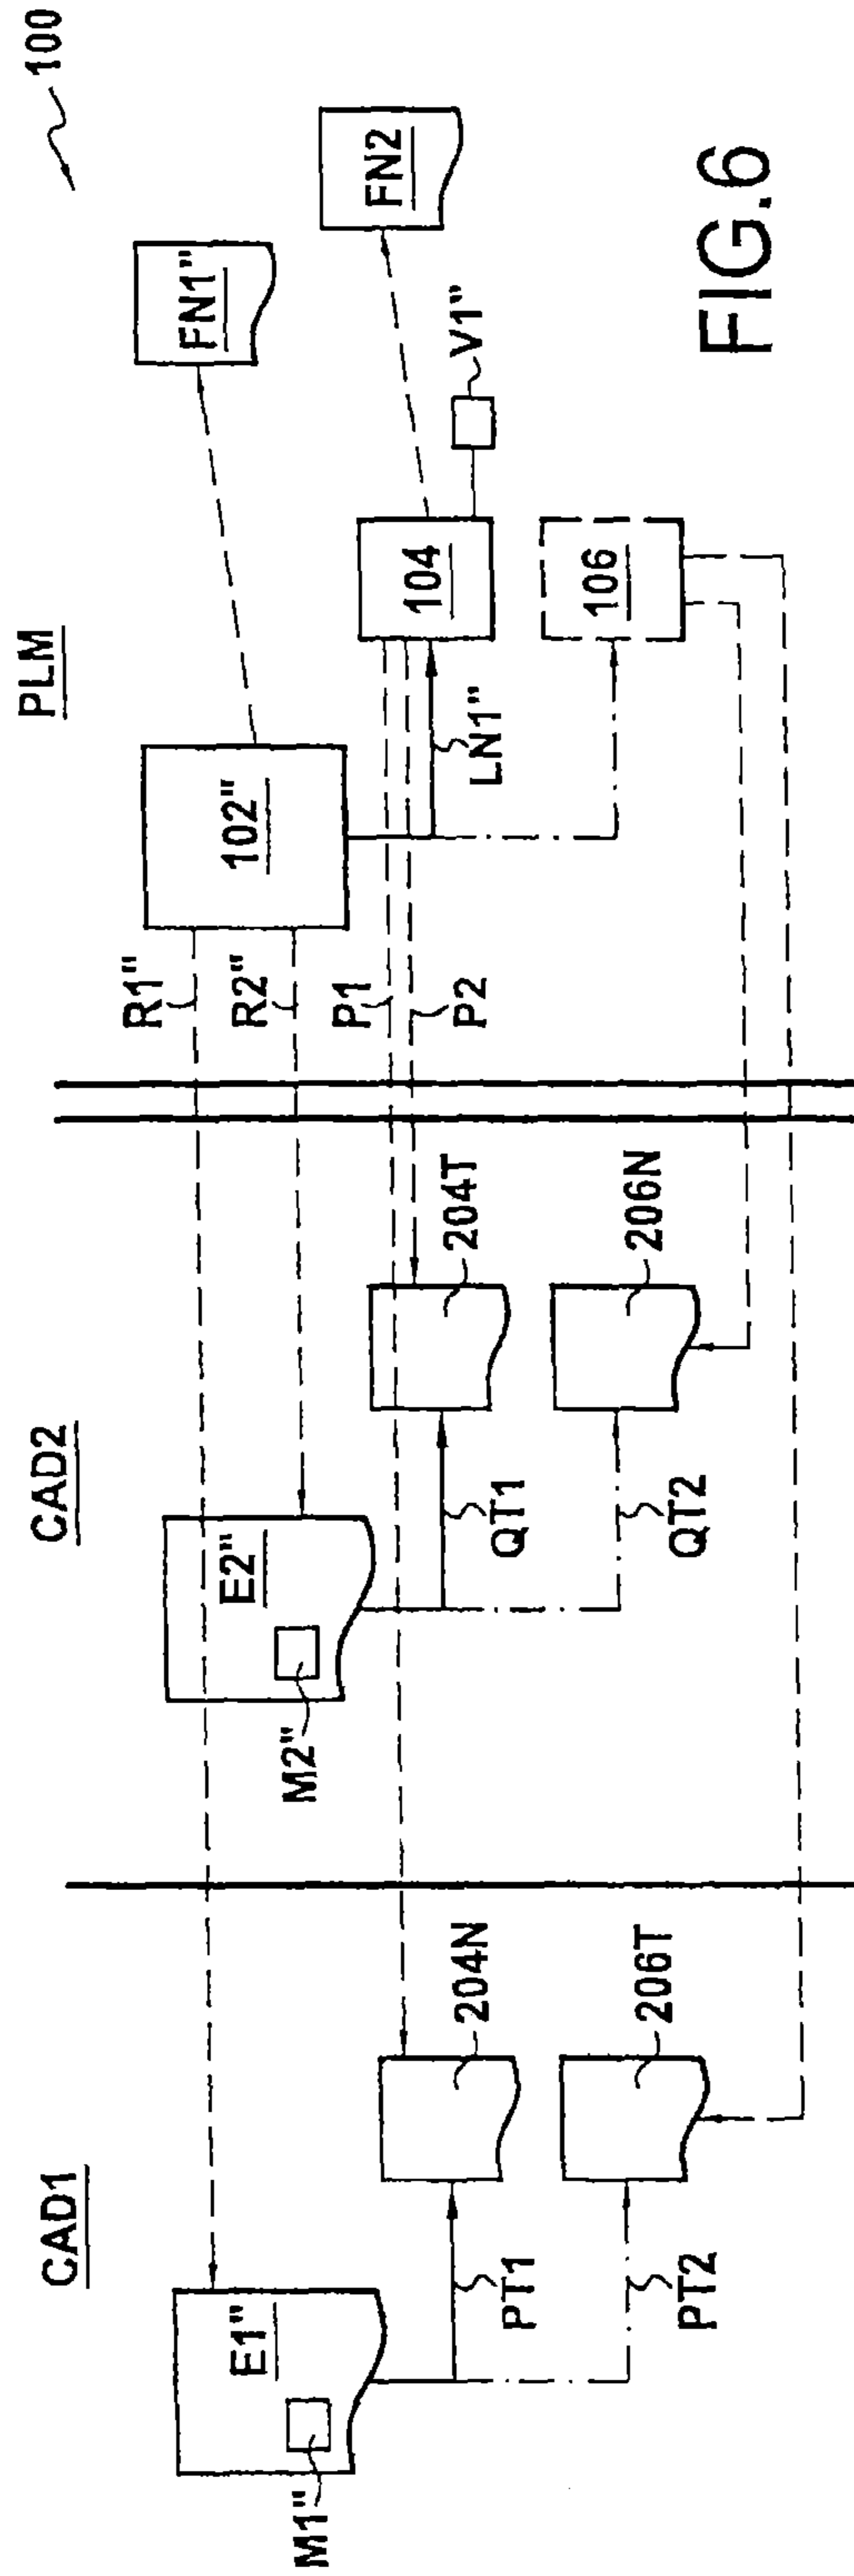 100
CAD1
CAD2
PLM
E1"
M1"
E2"
M2"
R1"
R2"
102"
FN1"
P1
P2
204N
PT1
204T
QT1
104
LN1"
FN2
V1"
206T
PT2
206N
QT2
106
FIG.6